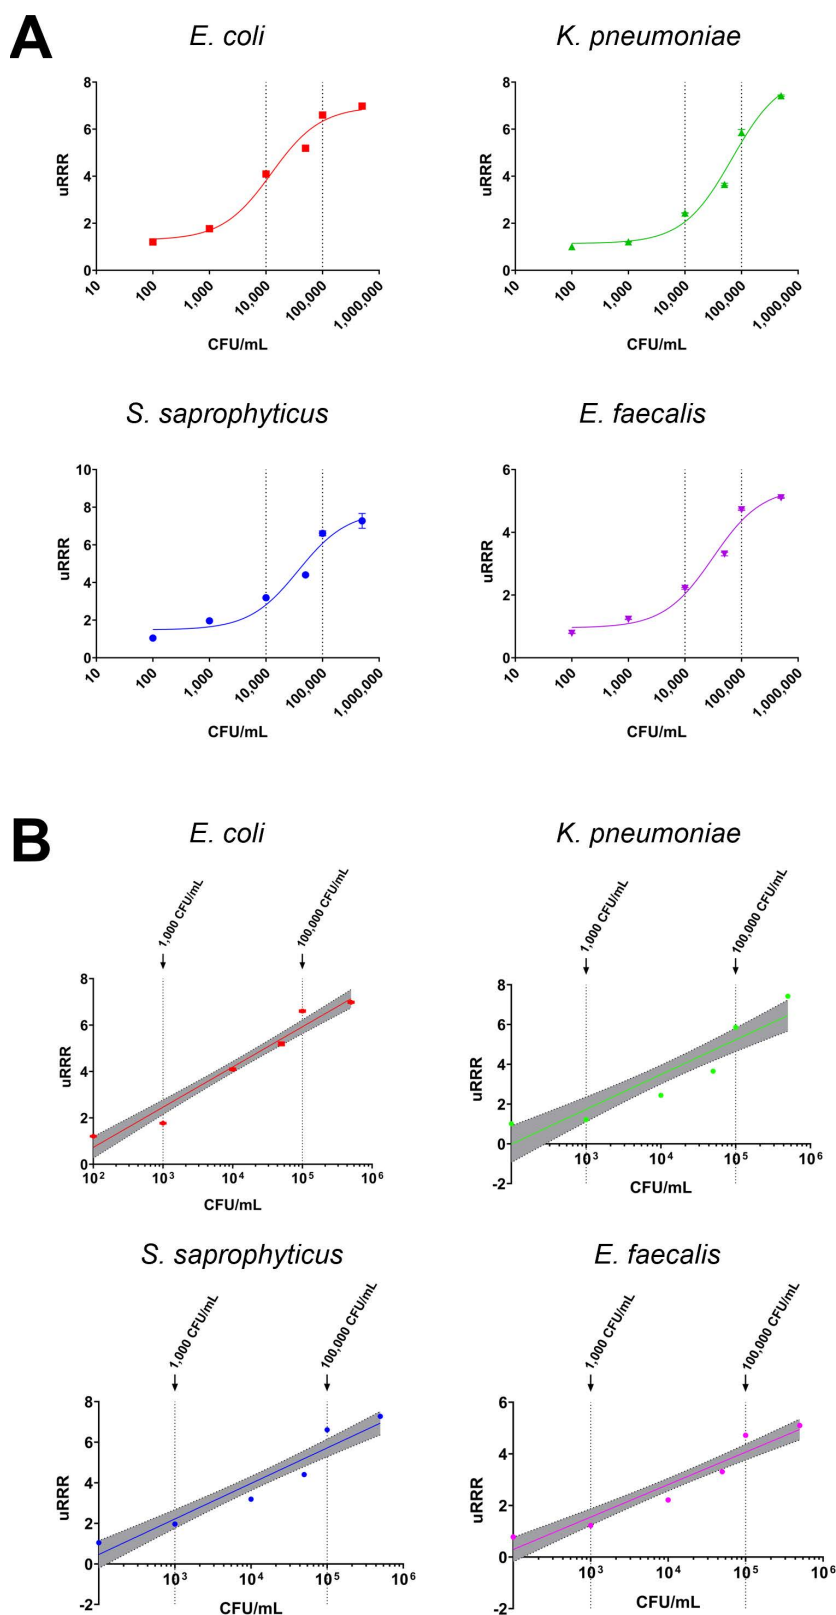 A
E. coli
K. pneumoniae
8
6
4
2
0
uRRR
10
100
1,000
10,000
100,000
1,000,000
CFU/mL
8
6
4
2
0
uRRR
10
100
1,000
10,000
100,000
1,000,000
CFU/mL
S. saprophyticus
E. faecalis
10
8
6
4
2
0
uRRR
10
100
1,000
10,000
100,000
1,000,000
CFU/mL
6
4
2
0
uRRR
10
100
1,000
10,000
100,000
1,000,000
CFU/mL
B
E. coli
K. pneumoniae
1,000 CFU/mL
100,000 CFU/mL
8
6
4
2
0
uRRR
10²
10³
10⁴
10⁵
10⁶
CFU/mL
1,000 CFU/mL
100,000 CFU/mL
8
6
4
2
0
-2
uRRR
10³
10⁴
10⁵
10⁶
CFU/mL
S. saprophyticus
E. faecalis
1,000 CFU/mL
100,000 CFU/mL
8
6
4
2
0
-2
uRRR
10³
10⁴
10⁵
10⁶
CFU/mL
1,000 CFU/mL
100,000 CFU/mL
6
4
2
0
-2
uRRR
10³
10⁴
10⁵
10⁶
CFU/mL